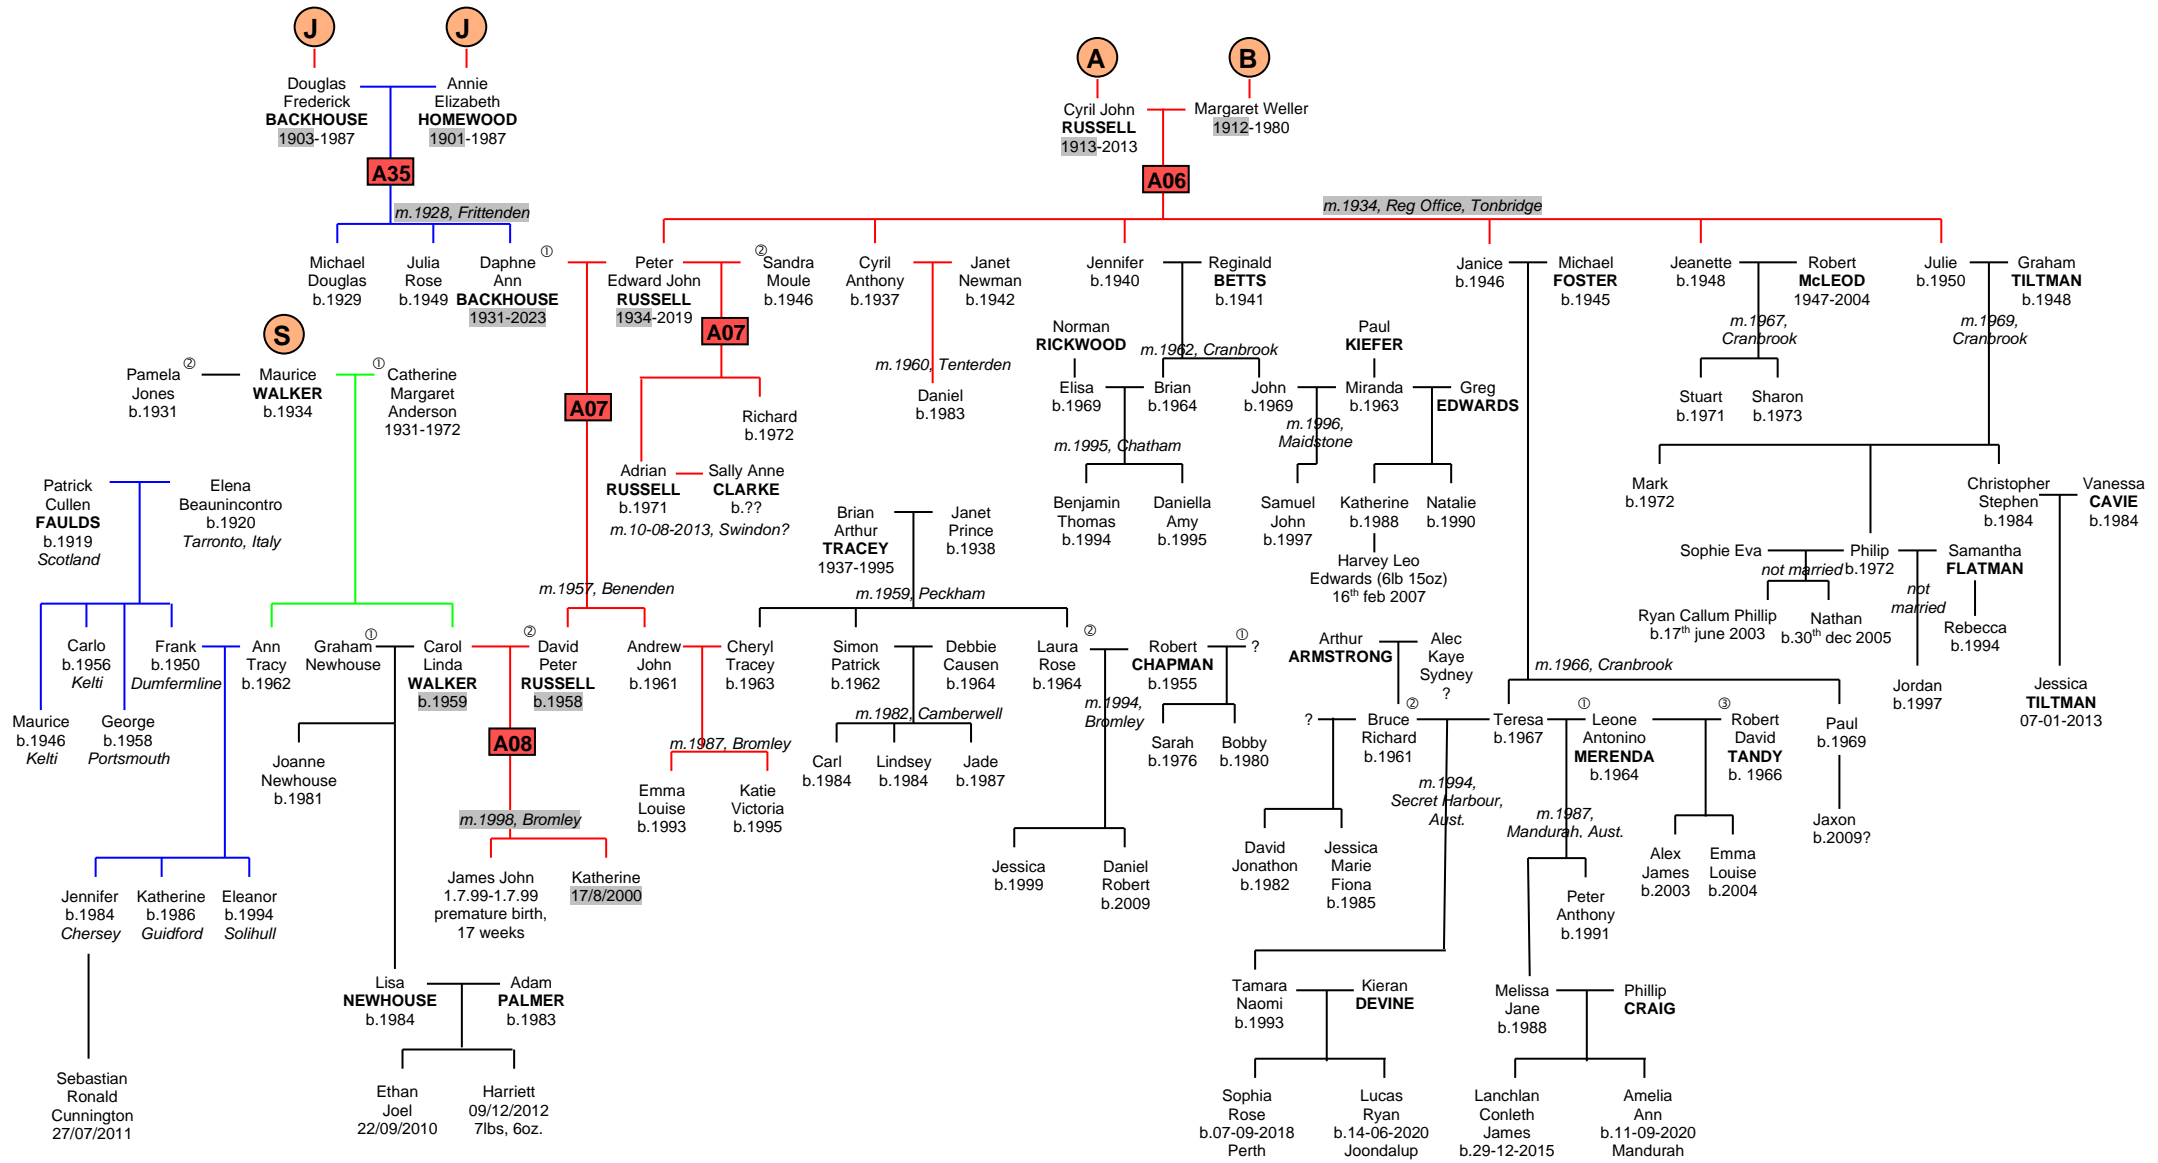 J
J
A
B
Douglas
Frederick
BACKHOUSE
1903-1987
Annie
Elizabeth
HOMEWOOD
1901-1987
Cyril John
RUSSELL
1913-2013
Margaret Weller
1912-1980
A35
A06
m.1928, Frittenden
m.1934, Reg Office, Tonbridge
Michael
Douglas
b.1929
Julia
Rose
b.1949
①
Daphne
Ann
BACKHOUSE
1931-2023
Peter
Edward John
RUSSELL
1934-2019
②
Sandra
Moule
b.1946
Cyril
Anthony
b.1937
Janet
Newman
b.1942
Jennifer
b.1940
Reginald
BETTS
b.1941
Janice
b.1946
Michael
FOSTER
b.1945
Jeanette
b.1948
Robert
McLEOD
1947-2004
Julie
b.1950
Graham
TILTMAN
b.1948
S
A07
Norman
RICKWOOD
Paul
KIEFER
m.1967,
Cranbrook
m.1969,
Cranbrook
m.1962, Cranbrook
m.1960, Tenterden
②
Pamela
Jones
b.1931
Maurice
WALKER
b.1934
①
Catherine
Margaret
Anderson
1931-1972
A07
Richard
b.1972
Daniel
b.1983
Elisa
b.1969
Brian
b.1964
John
b.1969
Miranda
b.1963
Greg
EDWARDS
Stuart
b.1971
Sharon
b.1973
m.1996,
Maidstone
m.1995, Chatham
Adrian
RUSSELL
b.1971
Sally Anne
CLARKE
b.??
m.10-08-2013, Swindon?
Patrick
Cullen
FAULDS
b.1919
Scotland
Elena
Beaunincontro
b.1920
Tarronto, Italy
Brian
Arthur
TRACEY
1937-1995
Janet
Prince
b.1938
Benjamin
Thomas
b.1994
Daniella
Amy
b.1995
Samuel
John
b.1997
Katherine
b.1988
Natalie
b.1990
Harvey Leo
Edwards (6lb 15oz)
16th feb 2007
Mark
b.1972
Christopher
Stephen
b.1984
Vanessa
CAVIE
b.1984
Sophie Eva
not married
Philip
b.1972
Samantha
FLATMAN
not
married
m.1957, Benenden
m.1959, Peckham
Ryan Callum Phillip
b.17th june 2003
Nathan
b.30th dec 2005
Rebecca
b.1994
Carlo
b.1956
Kelti
Frank
b.1950
Dumfermline
Ann
Tracy
b.1962
①
Graham
Newhouse
Carol
Linda
WALKER
b.1959
②
David
Peter
RUSSELL
b.1958
Andrew
John
b.1961
Cheryl
Tracey
b.1963
Simon
Patrick
b.1962
Debbie
Causen
b.1964
Laura
Rose
b.1964
②
Robert
CHAPMAN
b.1955
①
?
Arthur
ARMSTRONG
Alec
Kaye
Sydney
?
m.1966, Cranbrook
Jordan
b.1997
Jessica
TILTMAN
07-01-2013
Maurice
b.1946
Kelti
George
b.1958
Portsmouth
A08
m.1982, Camberwell
m.1987, Bromley
m.1994,
Bromley
Joanne
Newhouse
b.1981
Emma
Louise
b.1993
Katie
Victoria
b.1995
Carl
b.1984
Lindsey
b.1984
Jade
b.1987
Sarah
b.1976
Bobby
b.1980
?
②
Bruce
Richard
b.1961
Teresa
b.1967
①
Leone
Antonino
MERENDA
b.1964
③
Robert
David
TANDY
b. 1966
Paul
b.1969
m.1994,
Secret Harbour,
Aust.
m.1987,
Mandurah, Aust.
Jaxon
b.2009?
m.1998, Bromley
David
Jonathon
b.1982
Jessica
Marie
Fiona
b.1985
Alex
James
b.2003
Emma
Louise
b.2004
Jennifer
b.1984
Chersey
Katherine
b.1986
Guidford
Eleanor
b.1994
Solihull
James John
1.7.99-1.7.99
premature birth,
17 weeks
Katherine
17/8/2000
Jessica
b.1999
Daniel
Robert
b.2009
Peter
Anthony
b.1991
Lisa
NEWHOUSE
b.1984
Adam
PALMER
b.1983
Tamara
Naomi
b.1993
Kieran
DEVINE
Melissa
Jane
b.1988
Phillip
CRAIG
Sebastian
Ronald
Cunnington
27/07/2011
Ethan
Joel
22/09/2010
Harriett
09/12/2012
7lbs, 6oz.
Sophia
Rose
b.07-09-2018
Perth
Lucas
Ryan
b.14-06-2020
Joondalup
Lanchlan
Conleth
James
b.29-12-2015
Amelia
Ann
b.11-09-2020
Mandurah